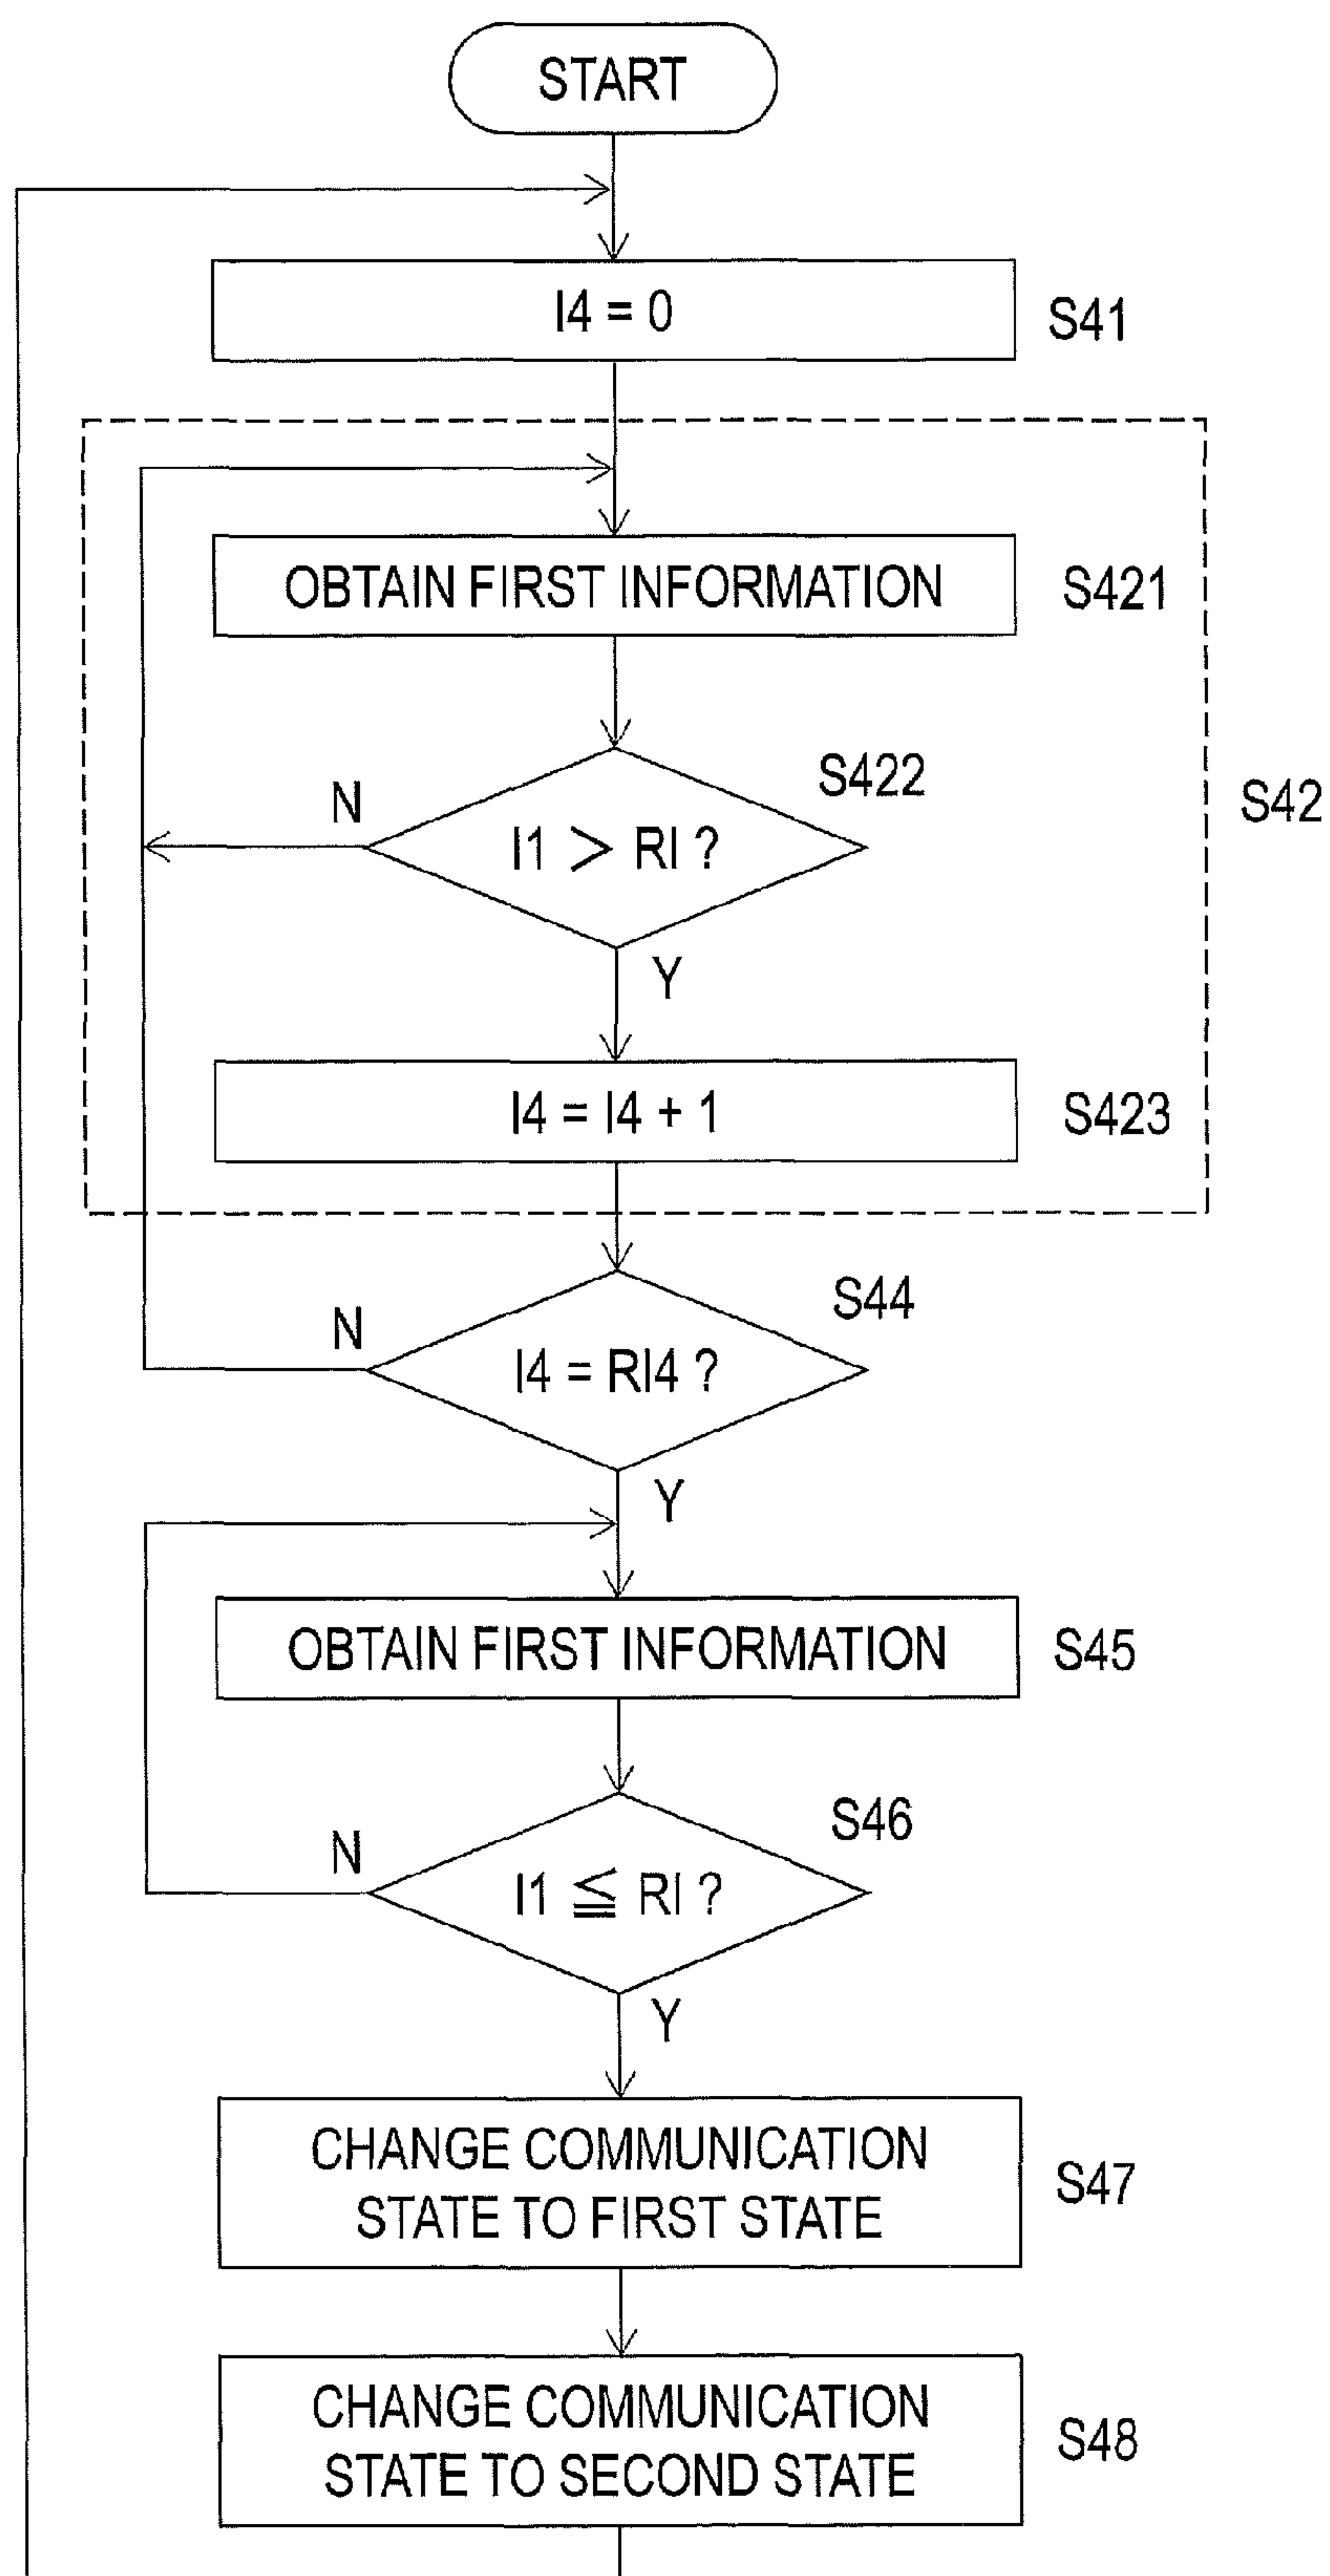 START
I4 = 0
S41
OBTAIN FIRST INFORMATION
S421
S422
N
I1 > RI ?
S42
Y
I4 = I4 + 1
S423
S44
N
I4 = RI4 ?
Y
OBTAIN FIRST INFORMATION
S45
S46
N
I1 ≦ RI ?
Y
CHANGE COMMUNICATION
STATE TO FIRST STATE
S47
CHANGE COMMUNICATION
STATE TO SECOND STATE
S48